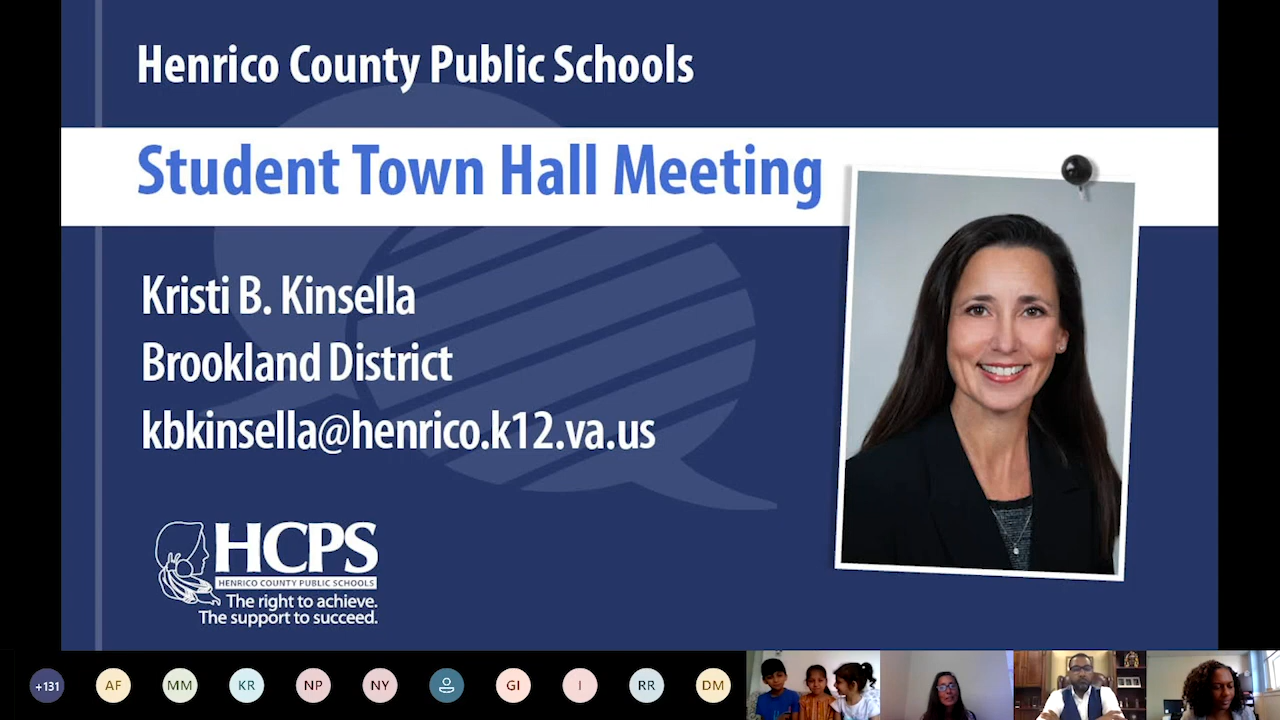 Henrico County Public Schools
Student Town Hall Meeting
Kristi B. Kinsella
Brookland District
kbkinsella@henrico.k12.va.us
HCPS
HENRICO COUNTY PUBLIC SCHOOLS
The right to achieve.
The support to succeed.
+131 AF MM KR NP NY GI I RR DM